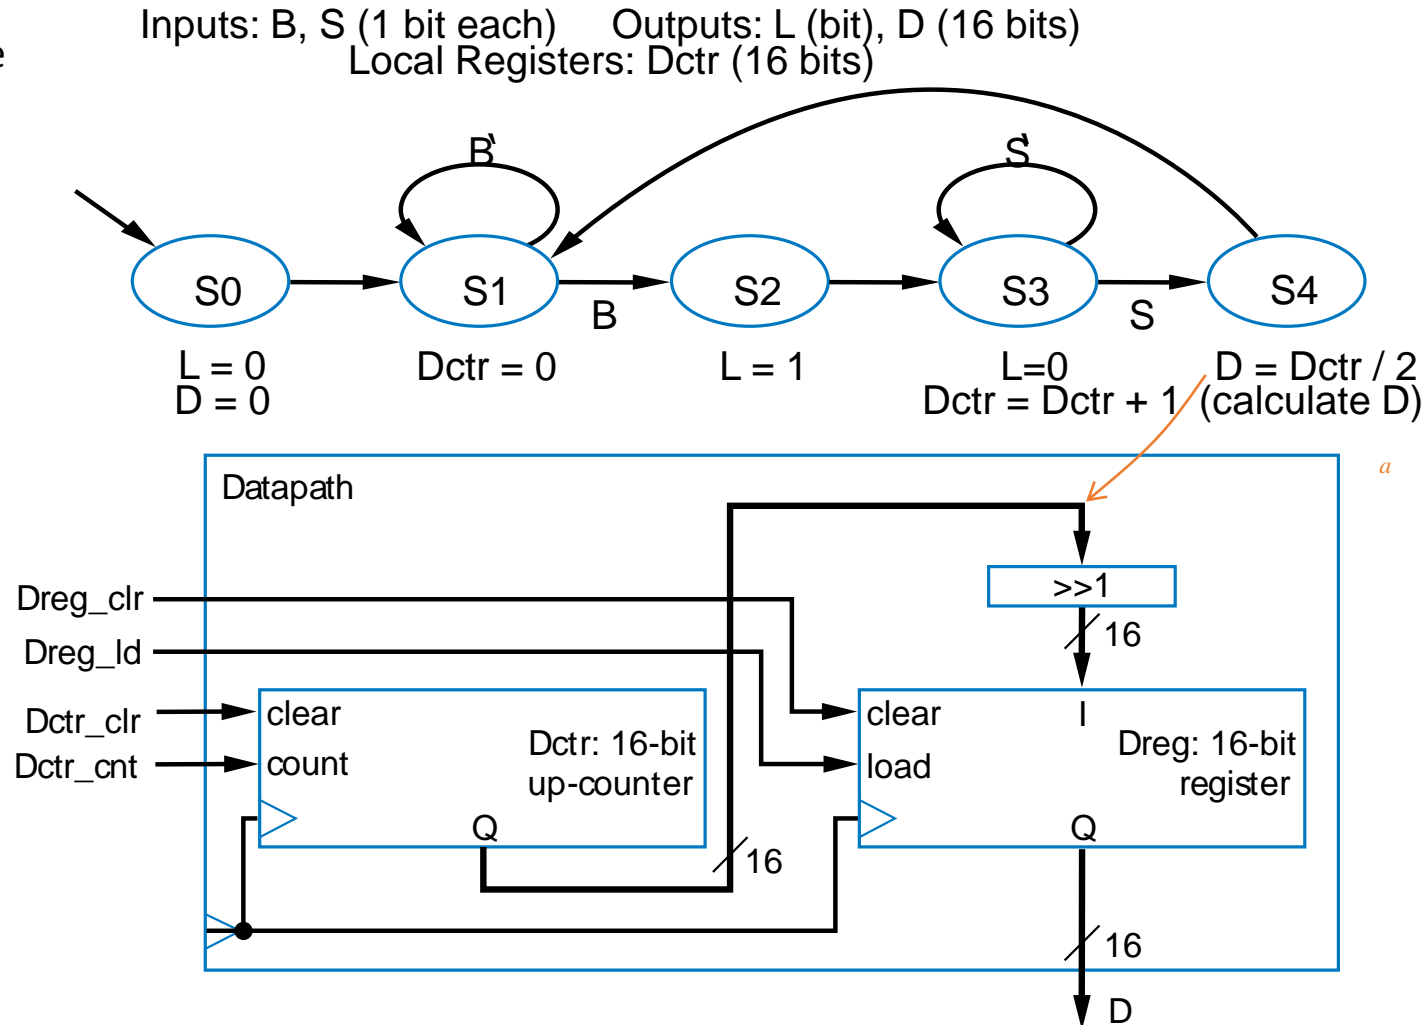 Inputs: B, S (1 bit each) Outputs: L (bit), D (16 bits)
e
Local Registers: Dctr (16 bits)
B`
S`
S0
S1
S2
S3
S4
B
S
L = 0
D = 0
Dctr = 0
L = 1
L=0
Dctr = Dctr + 1
D = Dctr / 2
(calculate D)
a
Datapath
>>1
16
Dreg_clr
Dreg_ld
Dctr_clr
Dctr_cnt
clear
count
Dctr: 16-bit
up-counter
Q
16
clear
load
I
Dreg: 16-bit
register
Q
16
D